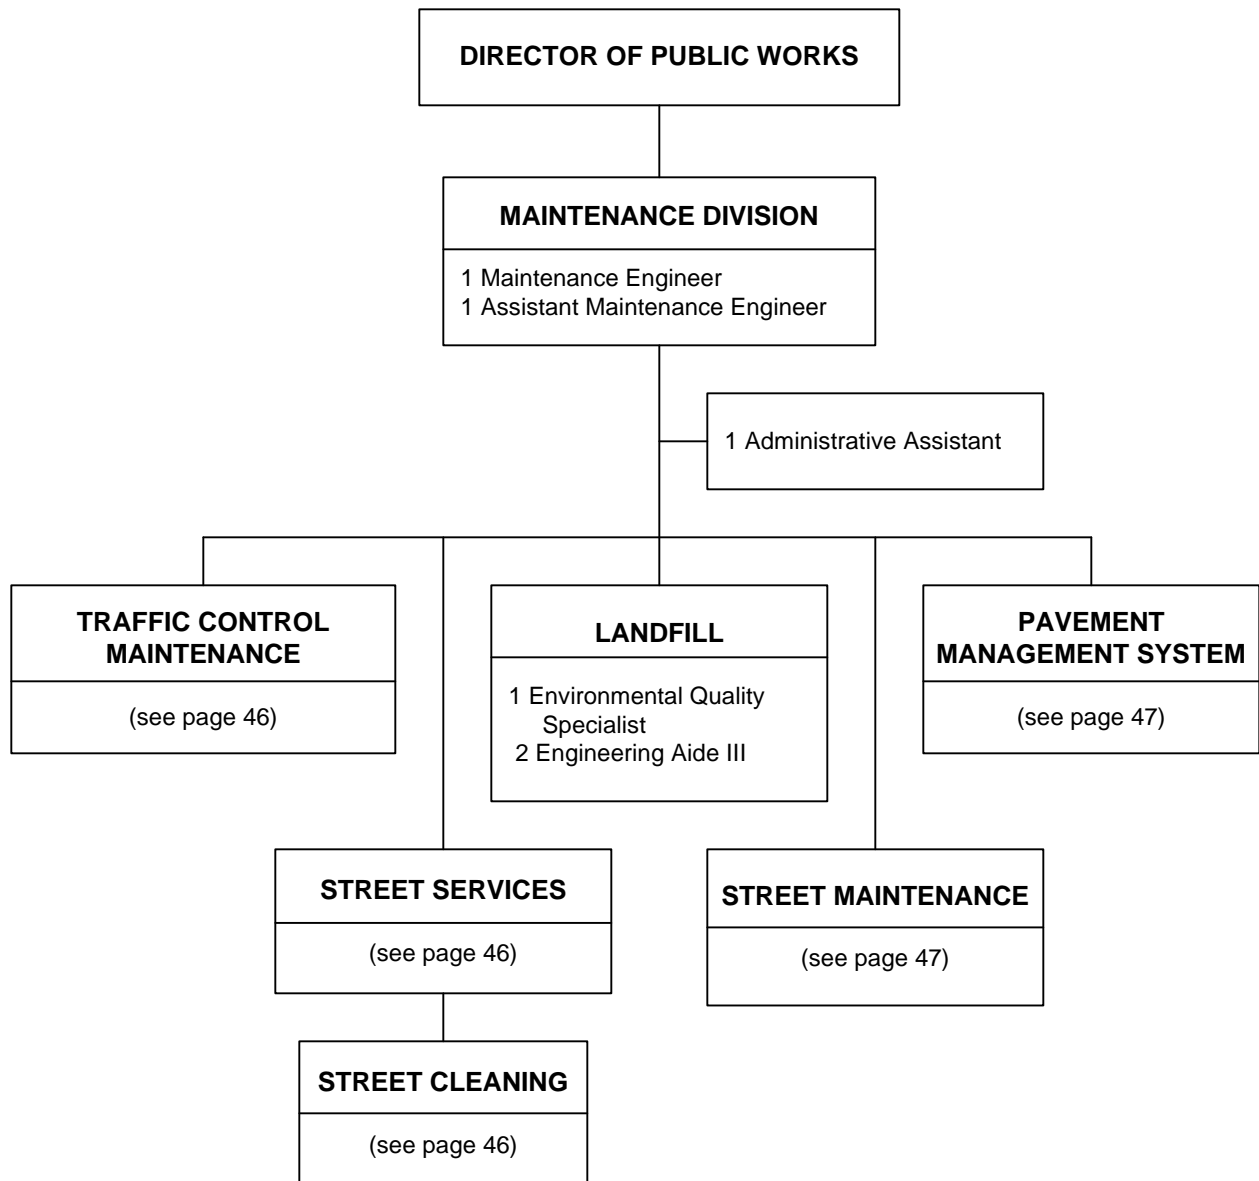 DIRECTOR OF PUBLIC WORKS
MAINTENANCE DIVISION
1 Maintenance Engineer
1 Assistant Maintenance Engineer
1 Administrative Assistant
TRAFFIC CONTROL
MAINTENANCE
(see page 46)
LANDFILL
1 Environmental Quality
Specialist
2 Engineering Aide III
PAVEMENT
MANAGEMENT SYSTEM
(see page 47)
STREET SERVICES
(see page 46)
STREET MAINTENANCE
(see page 47)
STREET CLEANING
(see page 46)